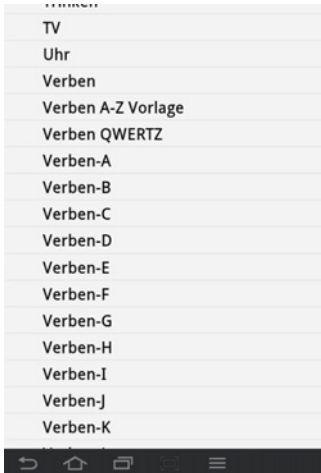 TV
Uhr
Verben
Verben A-Z Vorlage
Verben QWERTZ
Verben-A
Verben-B
Verben-C
Verben-D
Verben-E
Verben-F
Verben-G
Verben-H
Verben-I
Verben-J
Verben-K